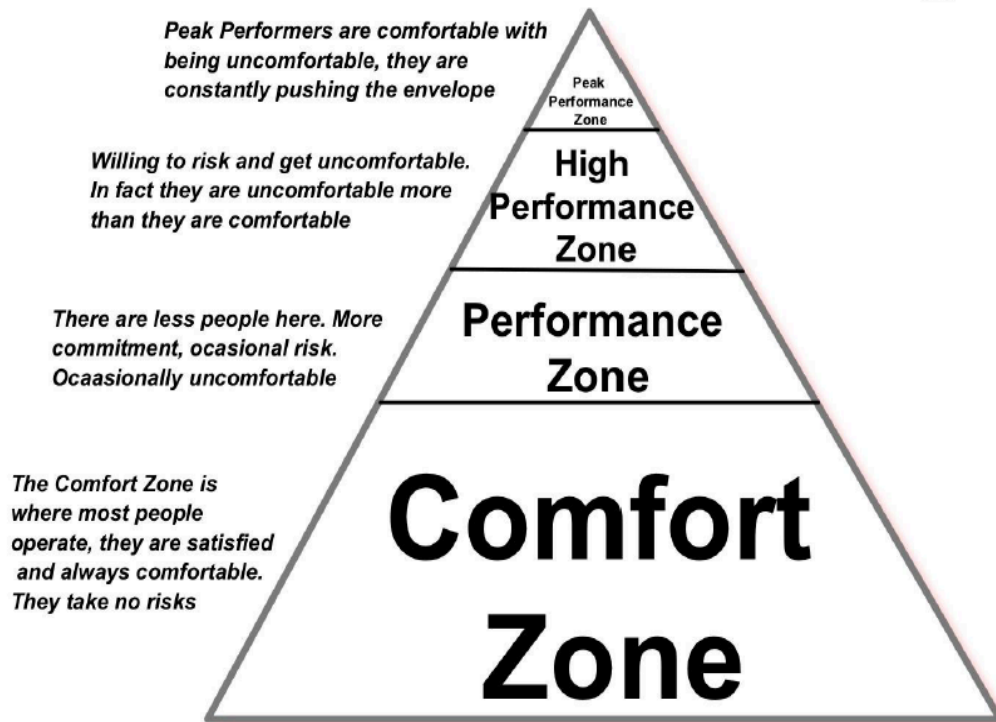 Peak Performers are comfortable with
being uncomfortable, they are
constantly pushing the envelope
Peak
Performance
Zone
Willing to risk and get uncomfortable.
In fact they are uncomfortable more
than they are comfortable
High
Performance
Zone
There are less people here. More
commitment, ocasional risk.
Ocaasionally uncomfortable
Performance
Zone
The Comfort Zone is
where most people
operate, they are satisfied
and always comfortable.
They take no risks
Comfort
Zone